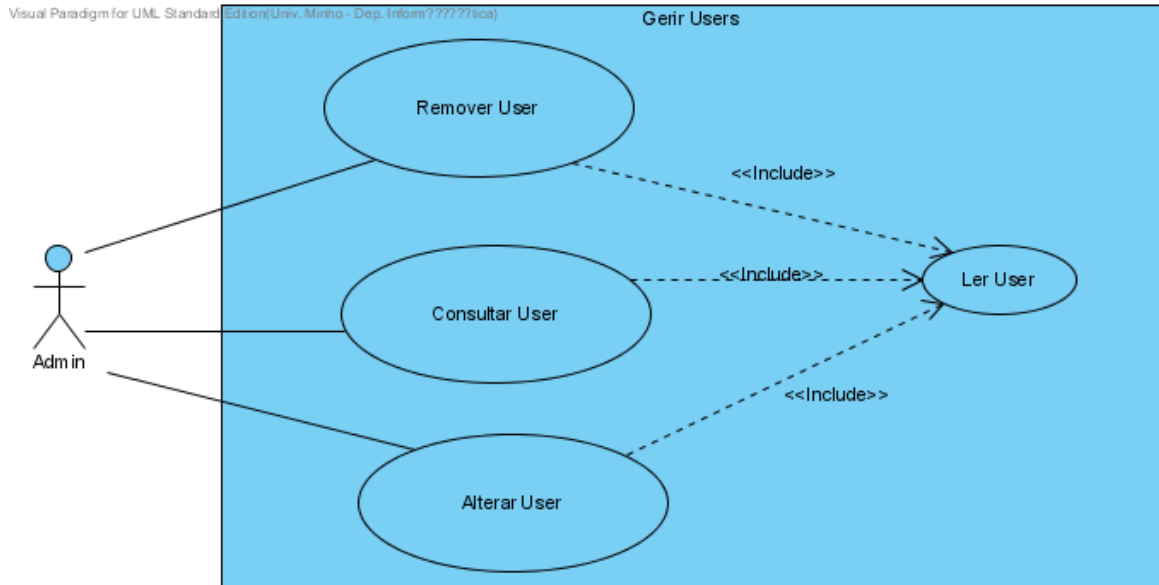 Visual Paradigm for UML Standard Edition(Univ. Minho - Dep. Inform??????tica)
Gerir Users
Remover User
<<Include>>
Consultar User
<<Include>>
Ler User
Admin
<<Include>>
Alterar User